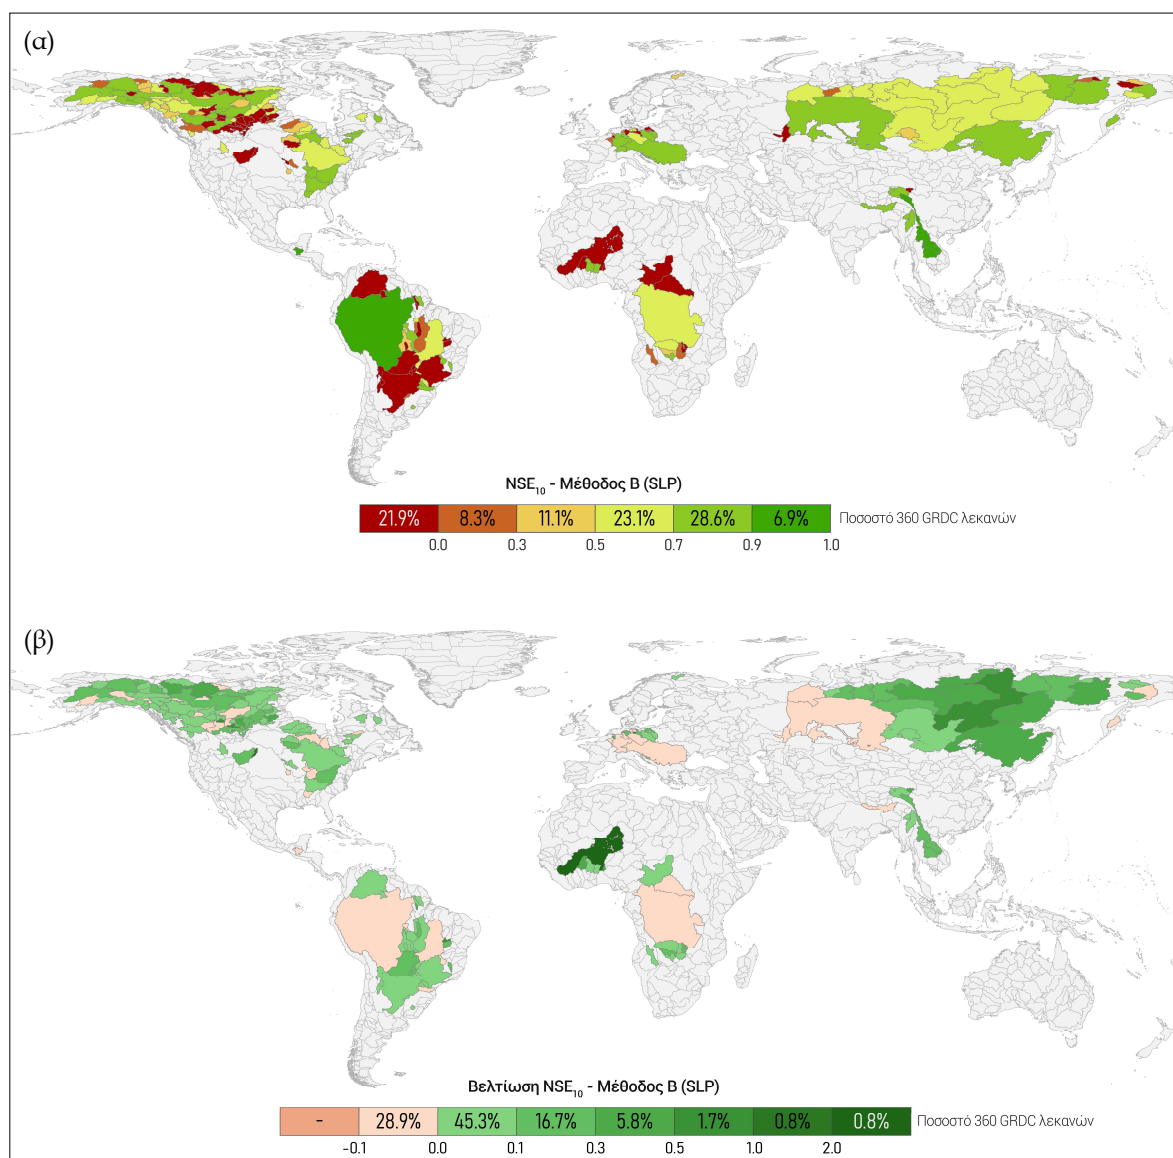 (α)
NSE₁₀ - Μέθοδος Β (SLP)
21.9% 8.3% 11.1% 23.1% 28.6% 6.9% Ποσοστό 360 GRDC λεκανών
0.0 0.3 0.5 0.7 0.9 1.0
(β)
Βελτίωση NSE₁₀ - Μέθοδος Β (SLP)
- 28.9% 45.3% 16.7% 5.8% 1.7% 0.8% 0.8% Ποσοστό 360 GRDC λεκανών
-0.1 0.0 0.1 0.3 0.5 1.0 2.0